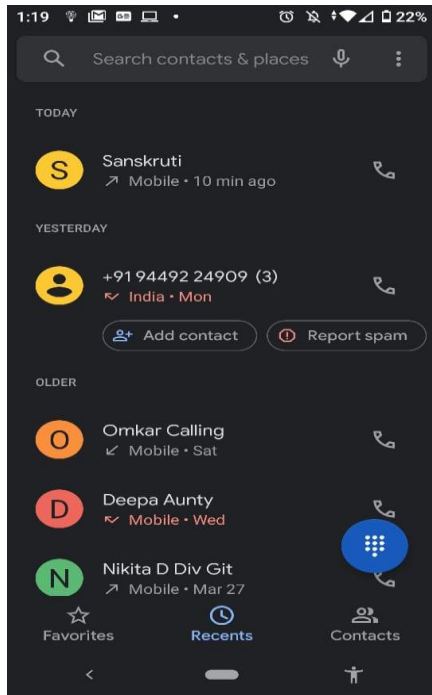 1:19 22%
Search contacts & places
TODAY
S
Sanskruti
Mobile • 10 min ago
YESTERDAY
+91 94492 24909 (3)
India • Mon
Add contact Report spam
OLDER
O
Omkar Calling
Mobile • Sat
D
Deepa Aunty
Mobile • Wed
N
Nikita D Div Git
Mobile • Mar 27
Favorites Recents Contacts